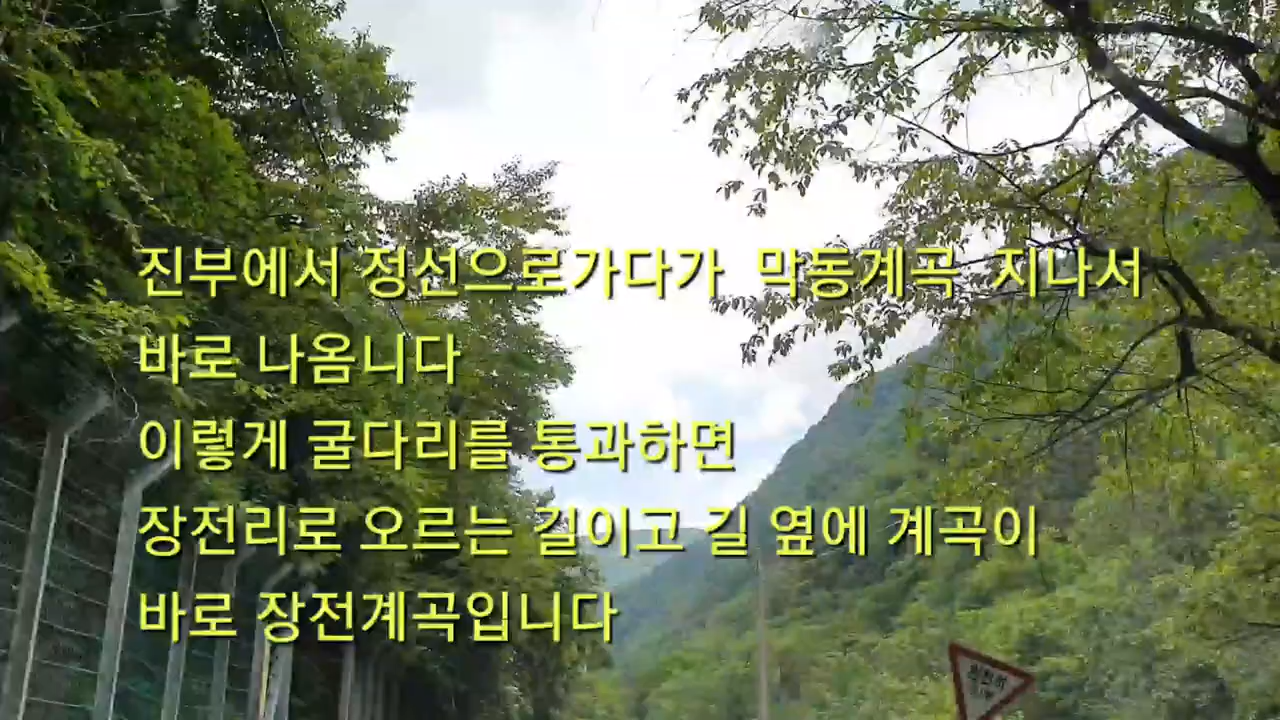 진부에서 정선으로가다가 막동계곡 지나서
바로 나옵니다
이렇게 굴다리를 통과하면
장전리로 오르는 길이고 길 옆에 계곡이
바로 장전계곡입니다
천천히